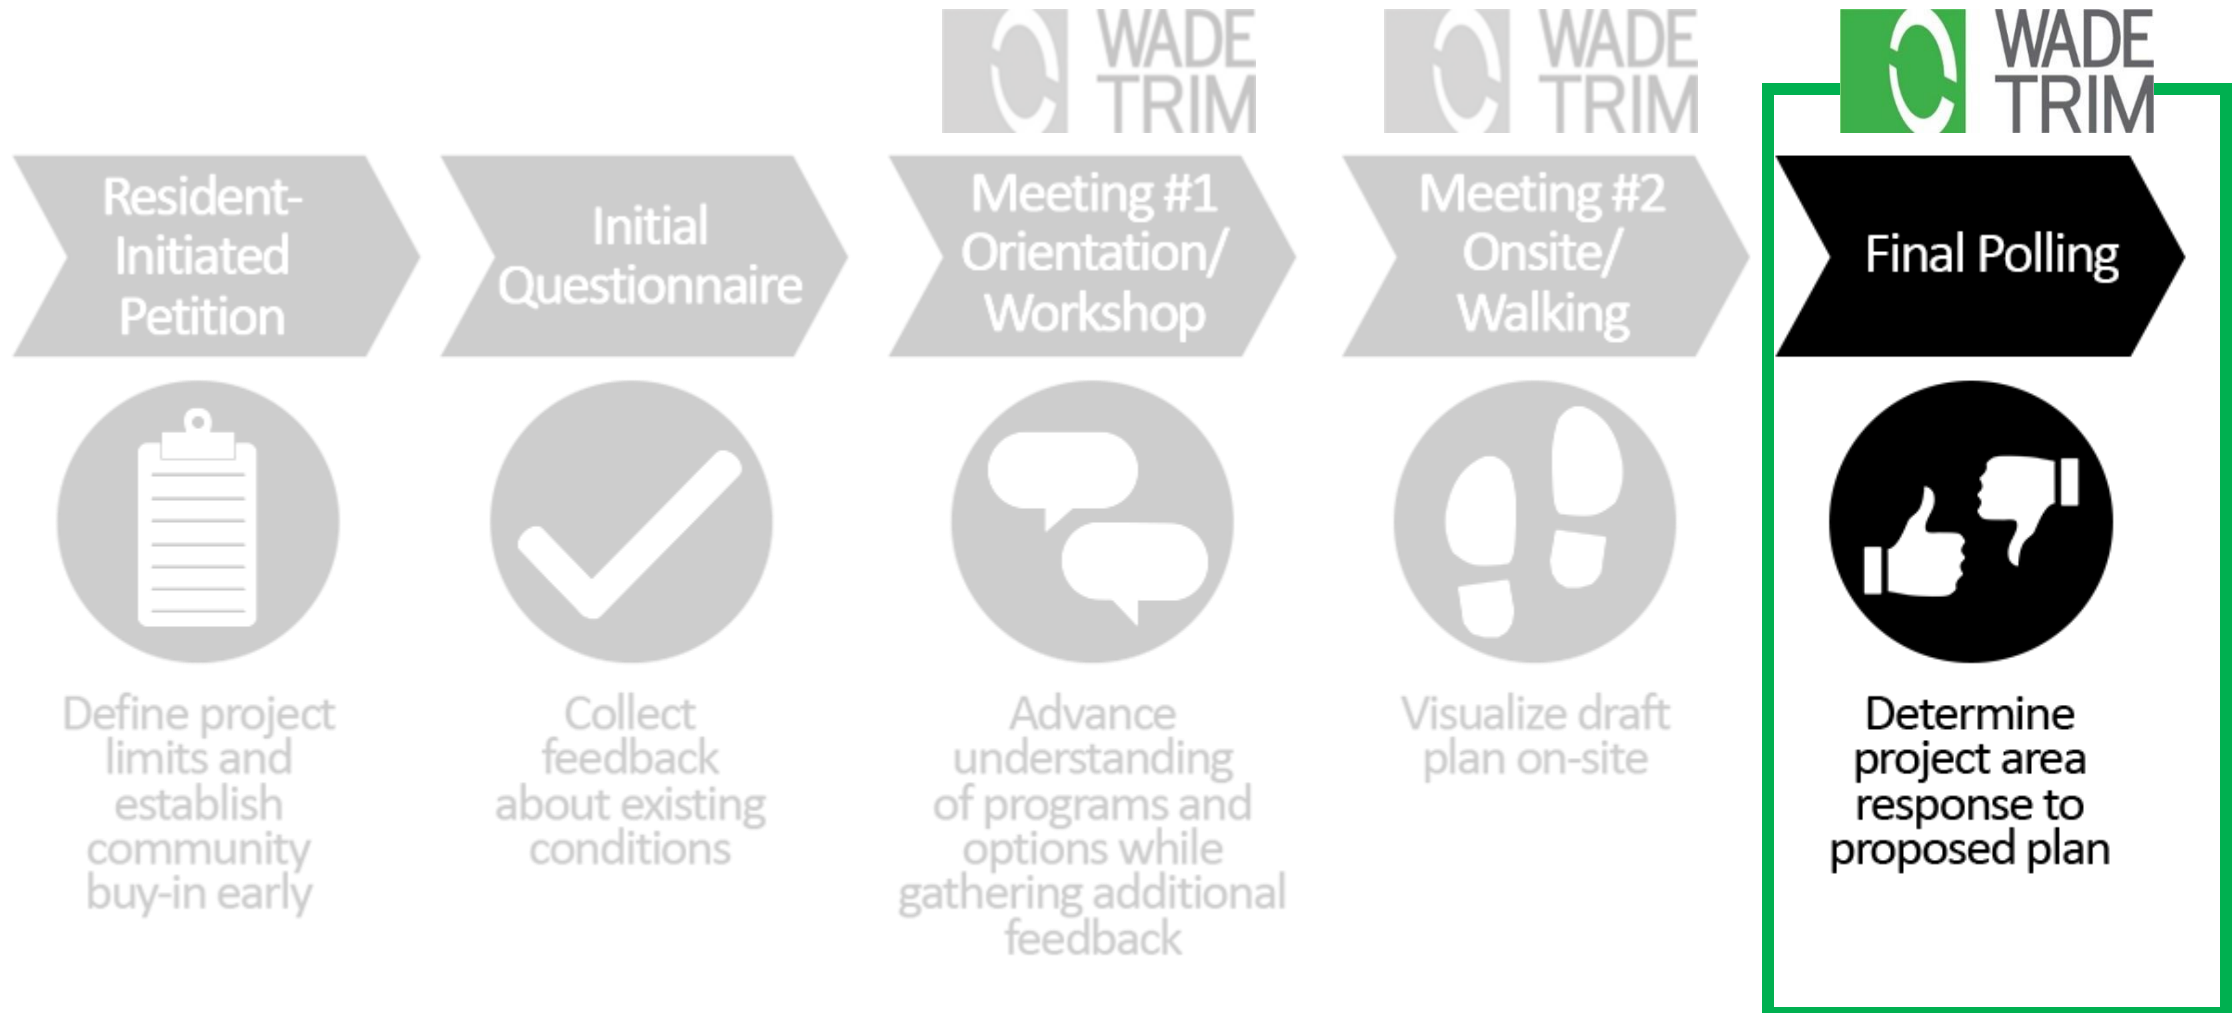 WADE
TRIM
WADE
TRIM
WADE
TRIM
Resident-
Initiated
Petition
Initial
Questionnaire
Meeting #1
Orientation/
Workshop
Meeting #2
Onsite/
Walking
Final Polling
Define project
limits and
establish
community
buy-in early
Collect
feedback
about existing
conditions
Advance
understanding
of programs and
options while
gathering additional
feedback
Visualize draft
plan on-site
Determine
project area
response to
proposed plan